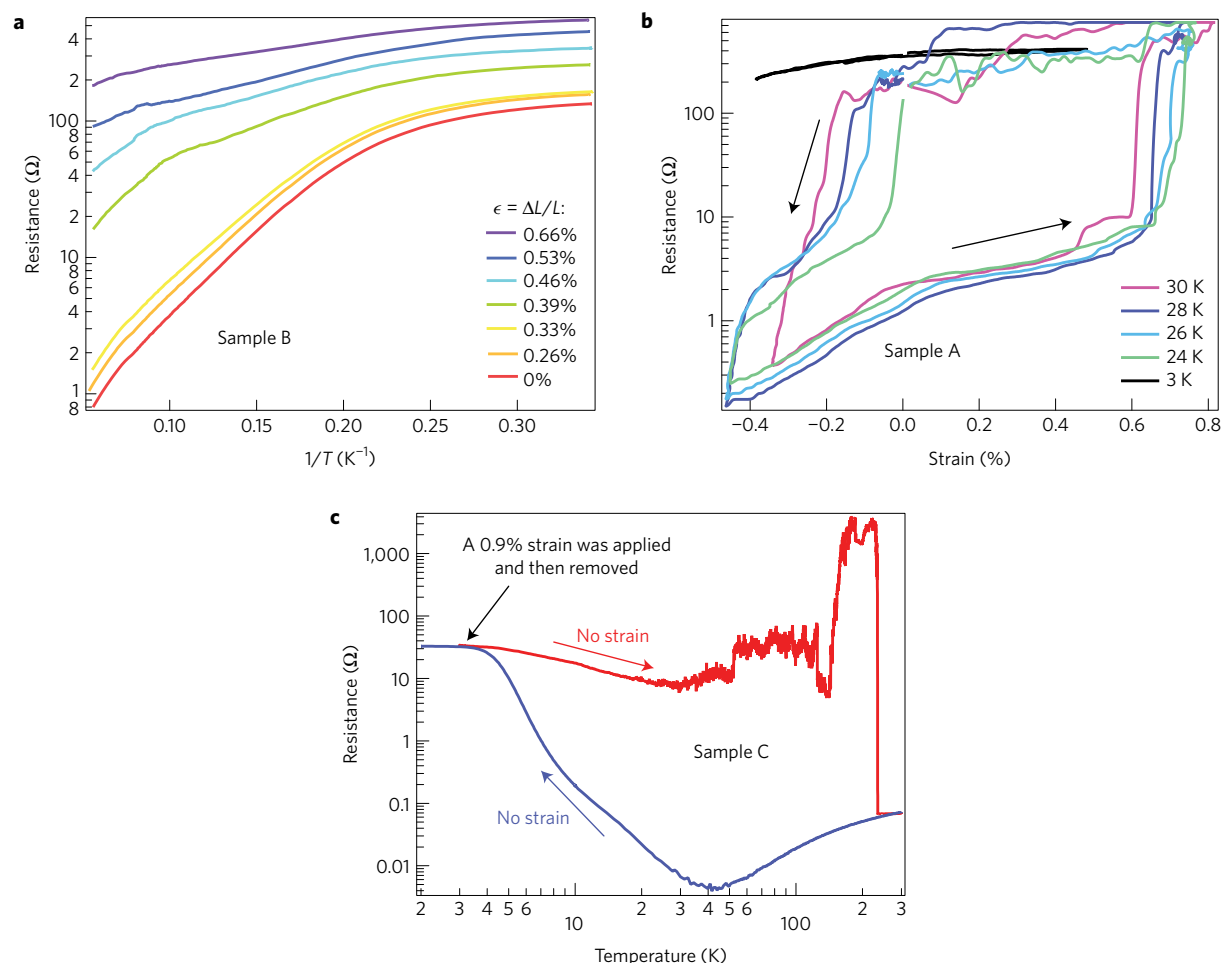 a
4
2
100
8
6
4
2
10
8
6
4
2
1
8
Resistance (Ω)
0.10
0.15
0.20
0.25
0.30
1/T (K⁻¹)
Sample B
ϵ = ΔL/L:
0.66%
0.53%
0.46%
0.39%
0.33%
0.26%
0%
b
100
10
1
Resistance (Ω)
−0.4
−0.2
0.0
0.2
0.4
0.6
0.8
Strain (%)
Sample A
30 K
28 K
26 K
24 K
3 K
c
1,000
100
10
1
0.1
0.01
Resistance (Ω)
A 0.9% strain was applied
and then removed
No strain
Sample C
No strain
2 3 4 5 6 2 3 4 5 6 2 3
10 100
Temperature (K)